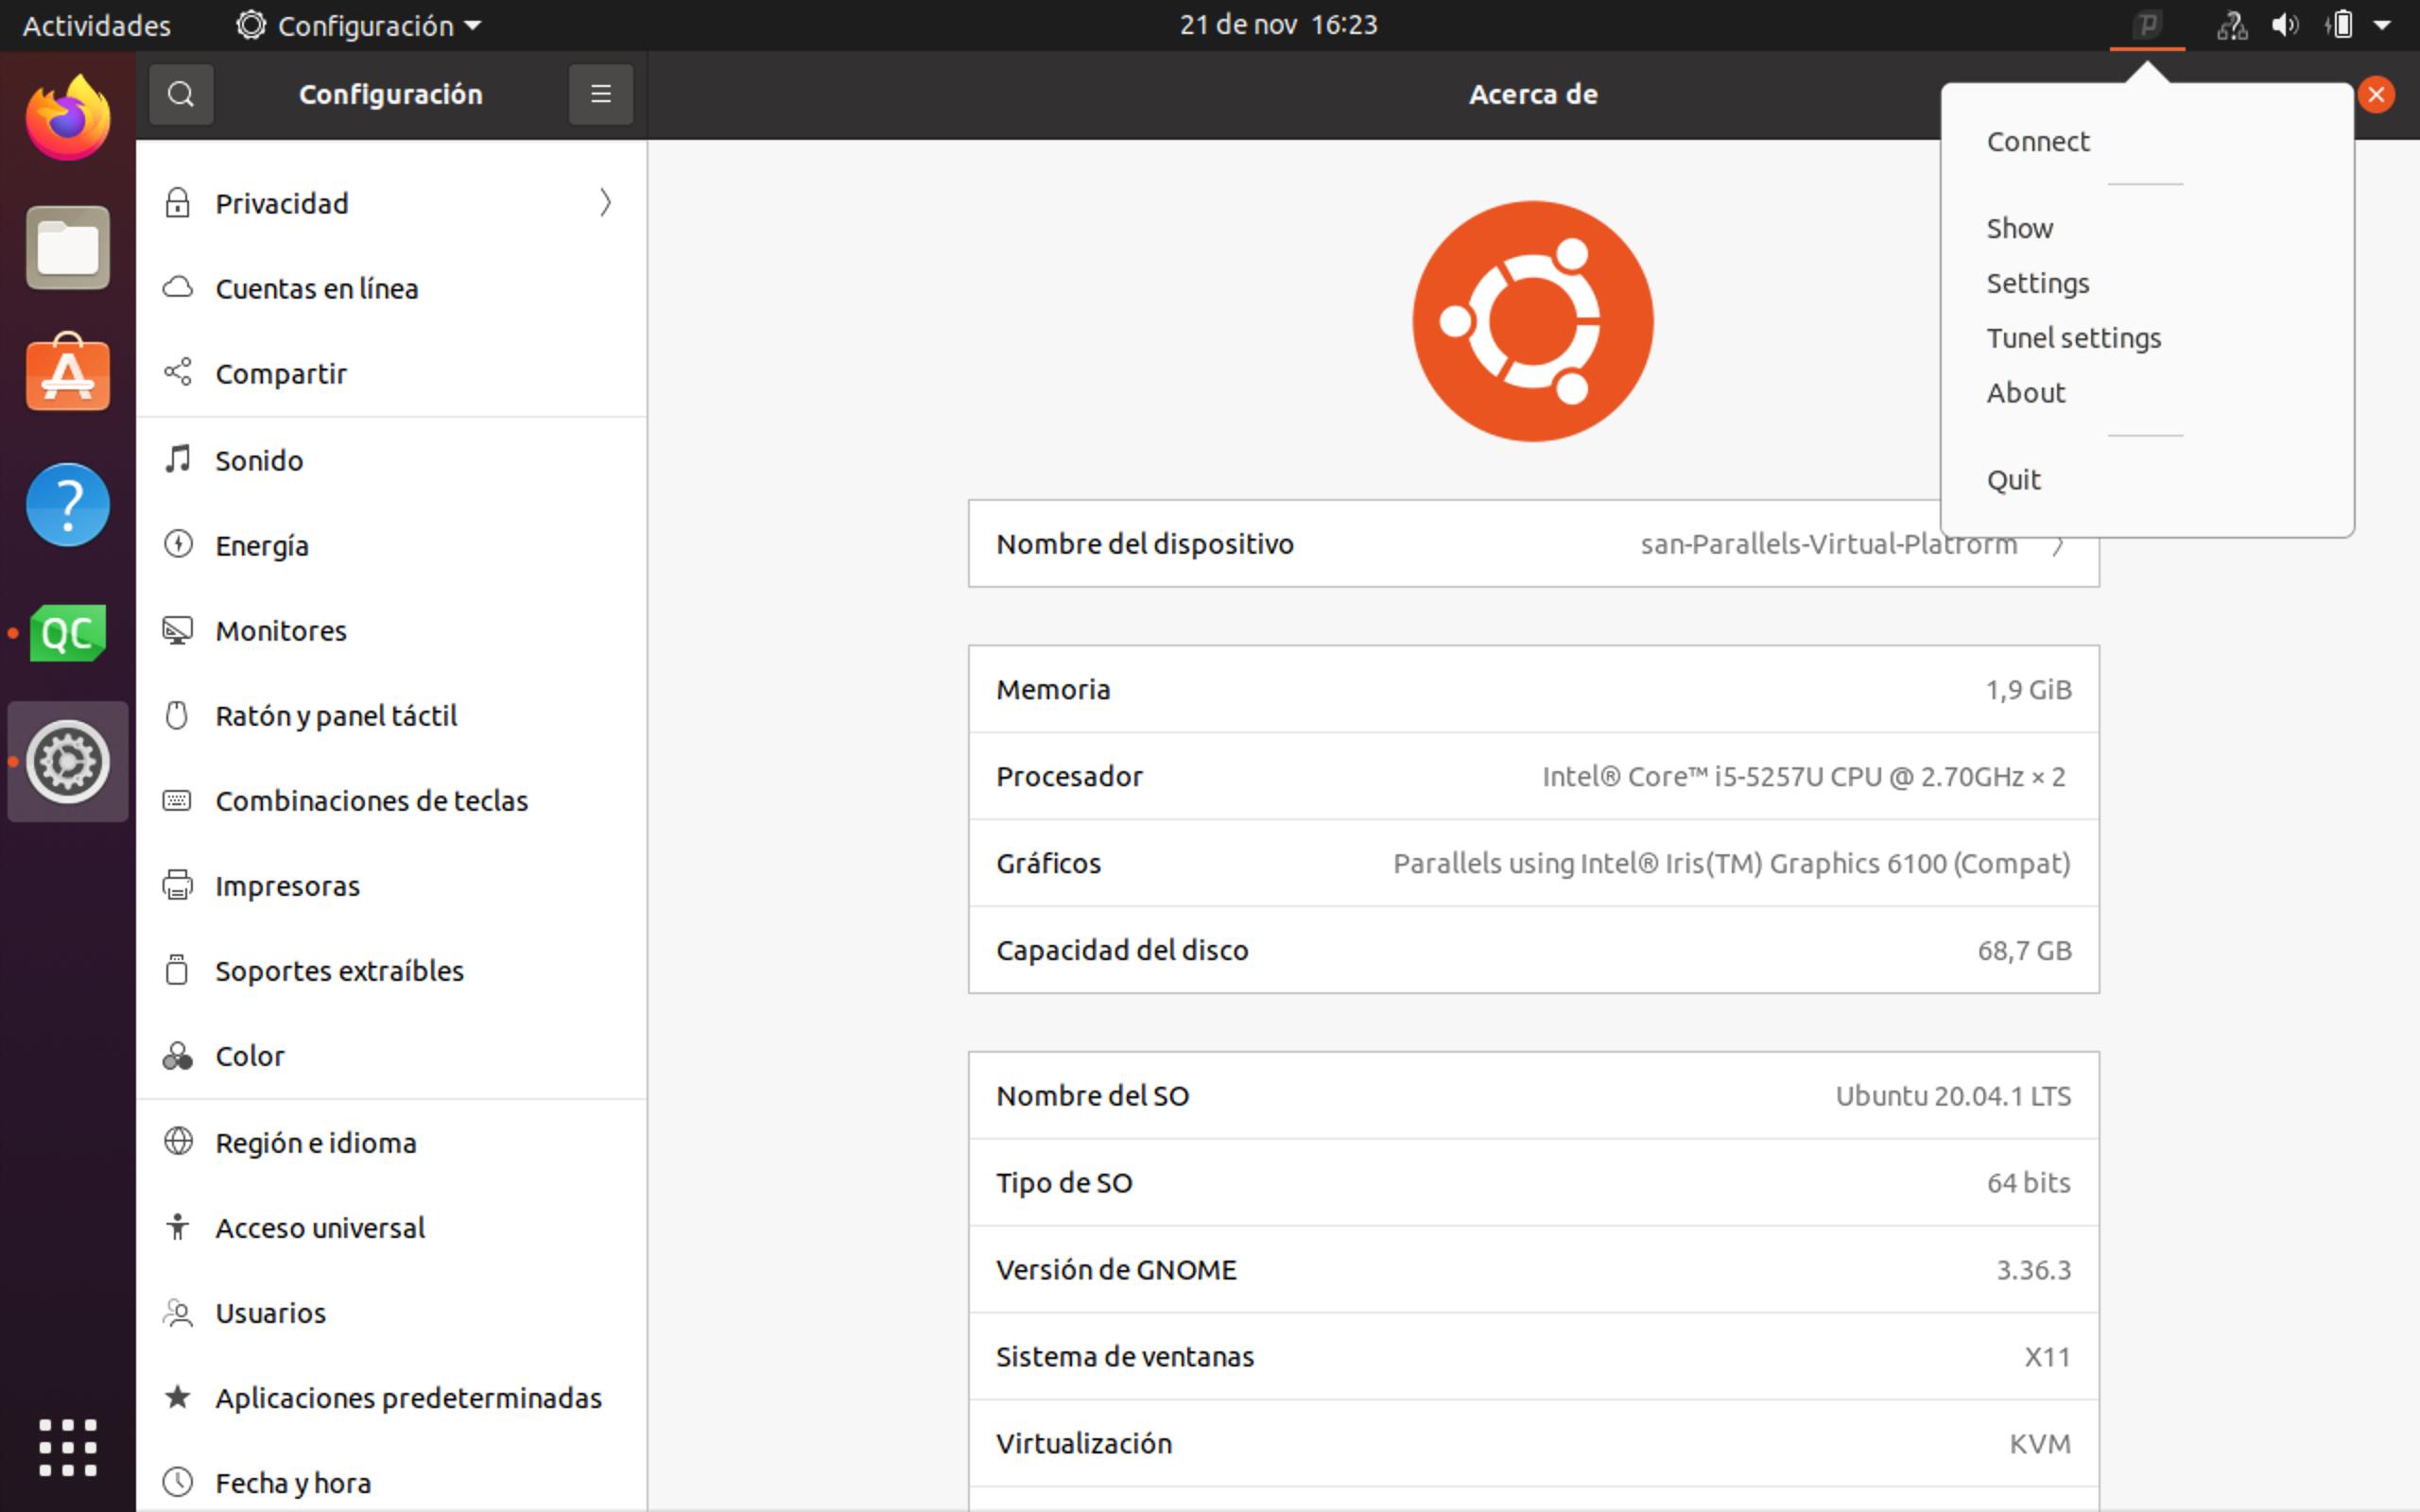 Actividades
Configuración
21 de nov 16:23
Configuración
Acerca de
Connect
Show
Settings
Tunel settings
About
Quit
Privacidad
Cuentas en línea
Compartir
Sonido
Energía
Monitores
Ratón y panel táctil
Combinaciones de teclas
Impresoras
Soportes extraíbles
Color
Región e idioma
Acceso universal
Usuarios
Aplicaciones predeterminadas
Fecha y hora
QC
Nombre del dispositivo san-Parallels-Virtual-Platform
Memoria 1,9 GiB
Procesador Intel® Core™ i5-5257U CPU @ 2.70GHz × 2
Gráficos Parallels using Intel® Iris(TM) Graphics 6100 (Compat)
Capacidad del disco 68,7 GB
Nombre del SO Ubuntu 20.04.1 LTS
Tipo de SO 64 bits
Versión de GNOME 3.36.3
Sistema de ventanas X11
Virtualización KVM